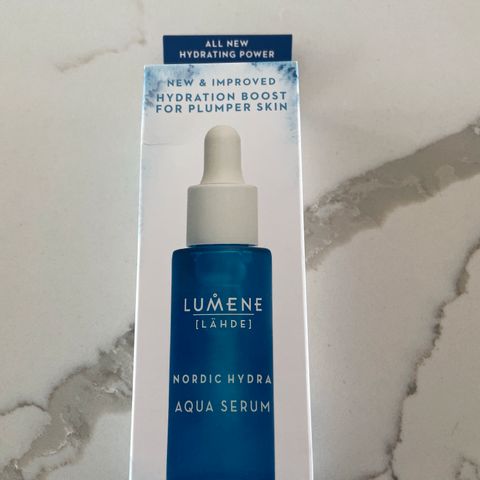 ALL NEW
HYDRATING POWER
NEW & IMPROVED
HYDRATION BOOST
FOR PLUMPER SKIN
LUMENE
[LÄHDE]
NORDIC HYDRA
AQUA SERUM